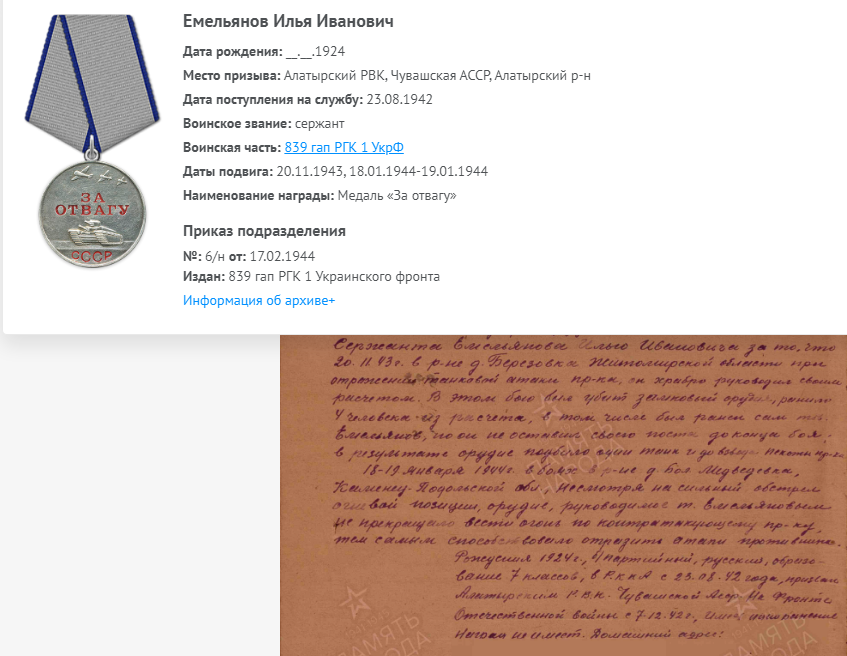 Емельянов Илья Иванович
Дата рождения: __.__.1924
Место призыва: Алатырский РВК, Чувашская АССР, Алатырский р-н
Дата поступления на службу: 23.08.1942
Воинское звание: сержант
Воинская часть: 839 гап РГК 1 УкрФ
Даты подвига: 20.11.1943, 18.01.1944-19.01.1944
Наименование награды: Медаль «За отвагу»
ЗА
ОТВАГУ
СССР
Приказ подразделения
№: 6/н от: 17.02.1944
Издан: 839 гап РГК 1 Украинского фронта
Информация об архиве+
Сержанта Емельянова Илью Ивановича за то, что
20.11.43г. в р-не д. Березовка Житомирской области при
отражении танковой атаки пр-ка, он храбро руководил своим
расчетом. В этом бою был убит замковый орудия, ранило
4 человека из расчета, в том числе был ранен сам т.
Емельянов, но он не оставил своего поста до конца боя,
в результате орудие подбило один танк и до взвода пехоты пр-ка.
18-19 января 1944г. в боях в р-не д. Бол. Медведевка,
Каменец-Подольской обл. несмотря на сильный обстрел
огневой позиции, орудие, руководимое т. Емельяновым
не прекращало вести огонь по контратакующему пр-ку,
тем самым способствовало отразить атаки противника.
Рождения 1924г., б/партийный, русский, образо-
вание 7 классов, в РККА с 23.08.42 года, призван
Алатырским Р.В.К. Чувашской АССР. На фронте
Отечественной войны с 7.12.42г.,
Наград не имеет. Домашний адрес:
ПАМЯТЬ
НАРОДА